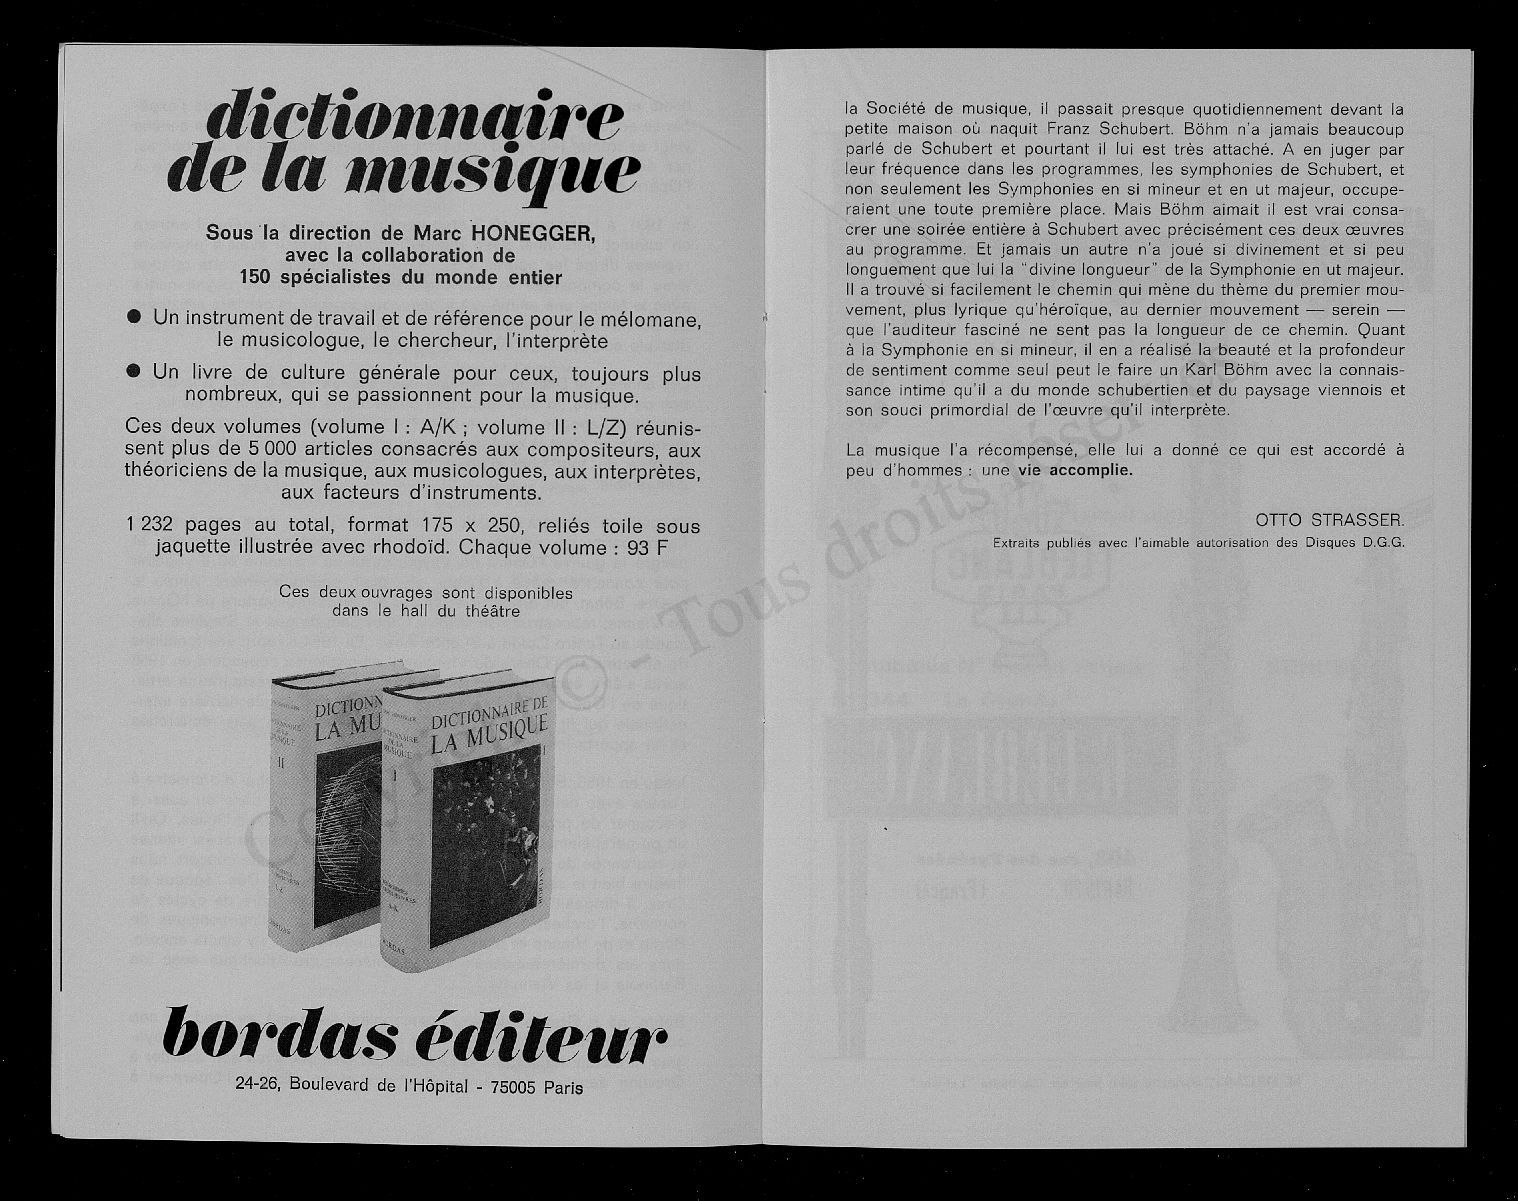 dictionnaire
de la musique
Sous la direction de Marc HONEGGER,
avec la collaboration de
150 spécialistes du monde entier
● Un instrument de travail et de référence pour le mélomane,
le musicologue, le chercheur, l'interprète
● Un livre de culture générale pour ceux, toujours plus
nombreux, qui se passionnent pour la musique.
Ces deux volumes (volume I : A/K ; volume II : L/Z) réunis-
sent plus de 5 000 articles consacrés aux compositeurs, aux
théoriciens de la musique, aux musicologues, aux interprètes,
aux facteurs d'instruments.
1 232 pages au total, format 175 x 250, reliés toile sous
jaquette illustrée avec rhodoïd. Chaque volume : 93 F
Ces deux ouvrages sont disponibles
dans le hall du théâtre
DICTIONN
LA MU
II
DICTIONNAIRE DE
LA MUSIQUE
I
DICTIONNAIRE
DE LA
MUSIQUE
I
A-K
BORDAS
bordas éditeur
24-26, Boulevard de l'Hôpital - 75005 Paris
la Société de musique, il passait presque quotidiennement devant la
petite maison où naquit Franz Schubert. Böhm n'a jamais beaucoup
parlé de Schubert et pourtant il lui est très attaché. A en juger par
leur fréquence dans les programmes, les symphonies de Schubert, et
non seulement les Symphonies en si mineur et en ut majeur, occupe-
raient une toute première place. Mais Böhm aimait il est vrai consa-
crer une soirée entière à Schubert avec précisément ces deux œuvres
au programme. Et jamais un autre n'a joué si divinement et si peu
longuement que lui la "divine longueur" de la Symphonie en ut majeur.
Il a trouvé si facilement le chemin qui mène du thème du premier mou-
vement, plus lyrique qu'héroïque, au dernier mouvement — serein —
que l'auditeur fasciné ne sent pas la longueur de ce chemin. Quant
à la Symphonie en si mineur, il en a réalisé la beauté et la profondeur
de sentiment comme seul peut le faire un Karl Böhm avec la connais-
sance intime qu'il a du monde schubertien et du paysage viennois et
son souci primordial de l'œuvre qu'il interprète.
La musique l'a récompensé, elle lui a donné ce qui est accordé à
peu d'hommes : une vie accomplie.
OTTO STRASSER.
Extraits publiés avec l'aimable autorisation des Disques D.G.G.
Copyright © - Tous droits réservés